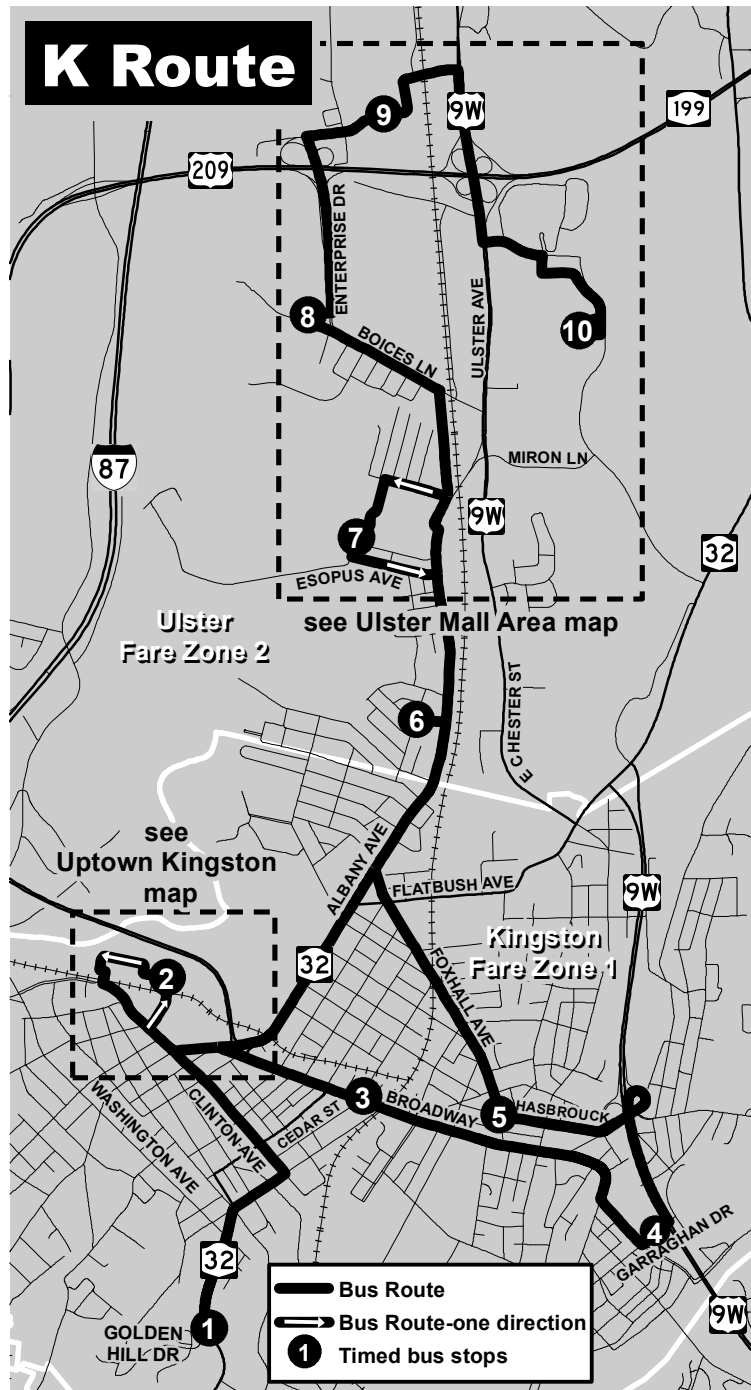 K Route
9
9W
199
209
ENTERPRISE DR
8
BOICES LN
ULSTER AVE
10
87
MIRON LN
9W
7
32
ESOPUS AVE
Ulster
Fare Zone 2
see Ulster Mall Area map
6
E CHESTER ST
see
Uptown Kingston
map
ALBANY AVE
FLATBUSH AVE
9W
Kingston
Fare Zone 1
32
FOXHALL AVE
2
WASHINGTON AVE
CLINTON AVE
CEDAR ST
3
BROADWAY
5
HASBROUCK
4
GARRAGHAN DR
32
1
GOLDEN
HILL DR
9W
Bus Route
Bus Route-one direction
1 Timed bus stops